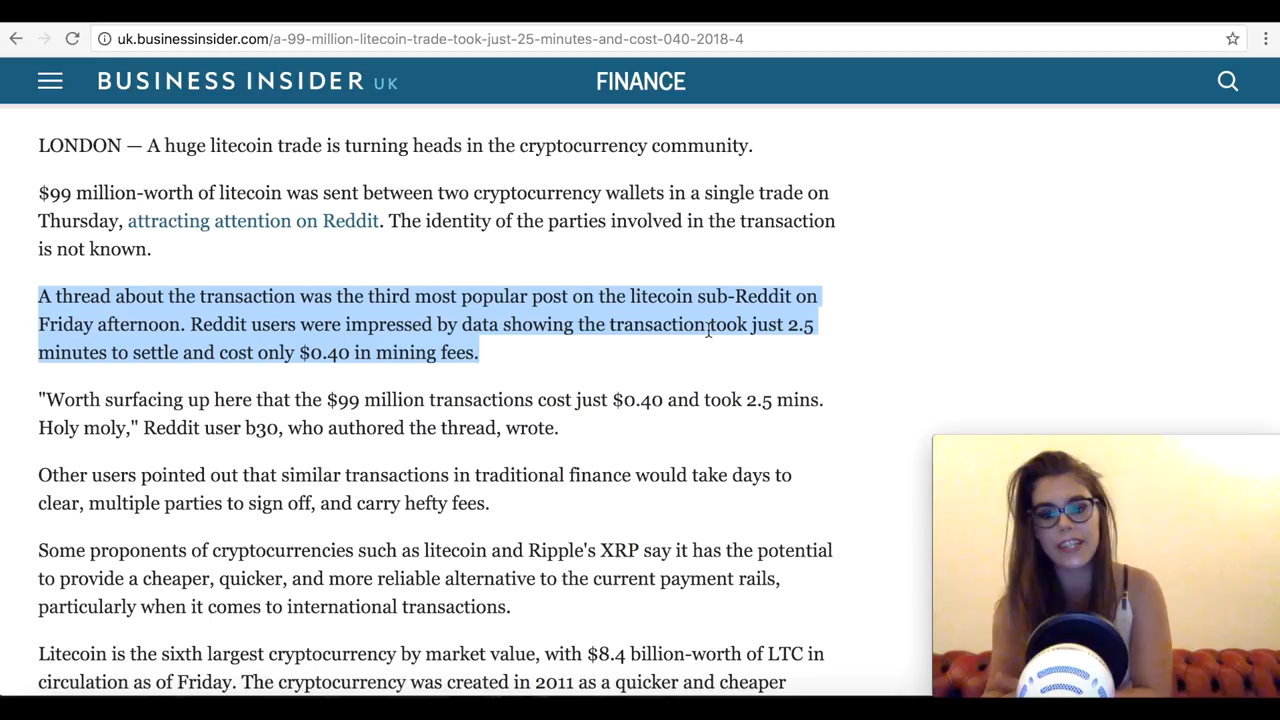 uk.businessinsider.com/a-99-million-litecoin-trade-took-just-25-minutes-and-cost-040-2018-4
BUSINESS INSIDER UK
FINANCE
LONDON — A huge litecoin trade is turning heads in the cryptocurrency community.
$99 million-worth of litecoin was sent between two cryptocurrency wallets in a single trade on
Thursday, attracting attention on Reddit. The identity of the parties involved in the transaction
is not known.
A thread about the transaction was the third most popular post on the litecoin sub-Reddit on
Friday afternoon. Reddit users were impressed by data showing the transaction took just 2.5
minutes to settle and cost only $0.40 in mining fees.
"Worth surfacing up here that the $99 million transactions cost just $0.40 and took 2.5 mins.
Holy moly," Reddit user b30, who authored the thread, wrote.
Other users pointed out that similar transactions in traditional finance would take days to
clear, multiple parties to sign off, and carry hefty fees.
Some proponents of cryptocurrencies such as litecoin and Ripple's XRP say it has the potential
to provide a cheaper, quicker, and more reliable alternative to the current payment rails,
particularly when it comes to international transactions.
Litecoin is the sixth largest cryptocurrency by market value, with $8.4 billion-worth of LTC in
circulation as of Friday. The cryptocurrency was created in 2011 as a quicker and cheaper